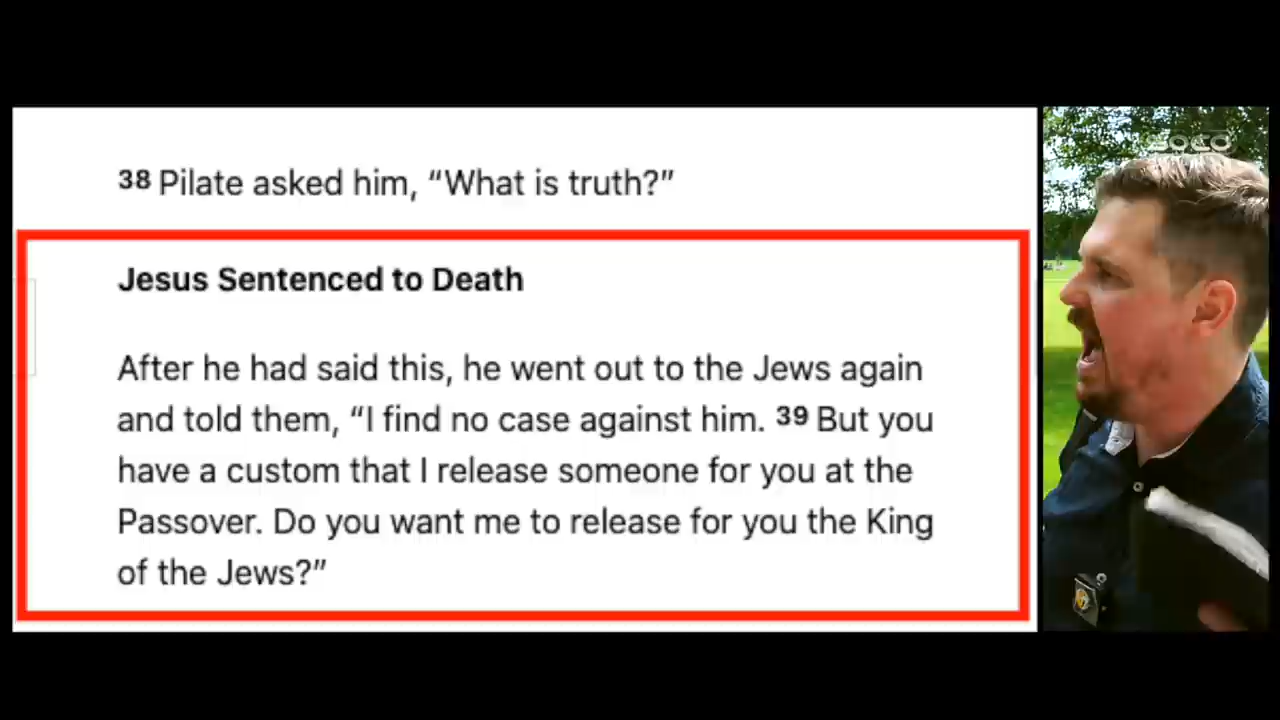 38 Pilate asked him, “What is truth?”
Jesus Sentenced to Death
After he had said this, he went out to the Jews again
and told them, “I find no case against him. 39 But you
have a custom that I release someone for you at the
Passover. Do you want me to release for you the King
of the Jews?”
SOCO